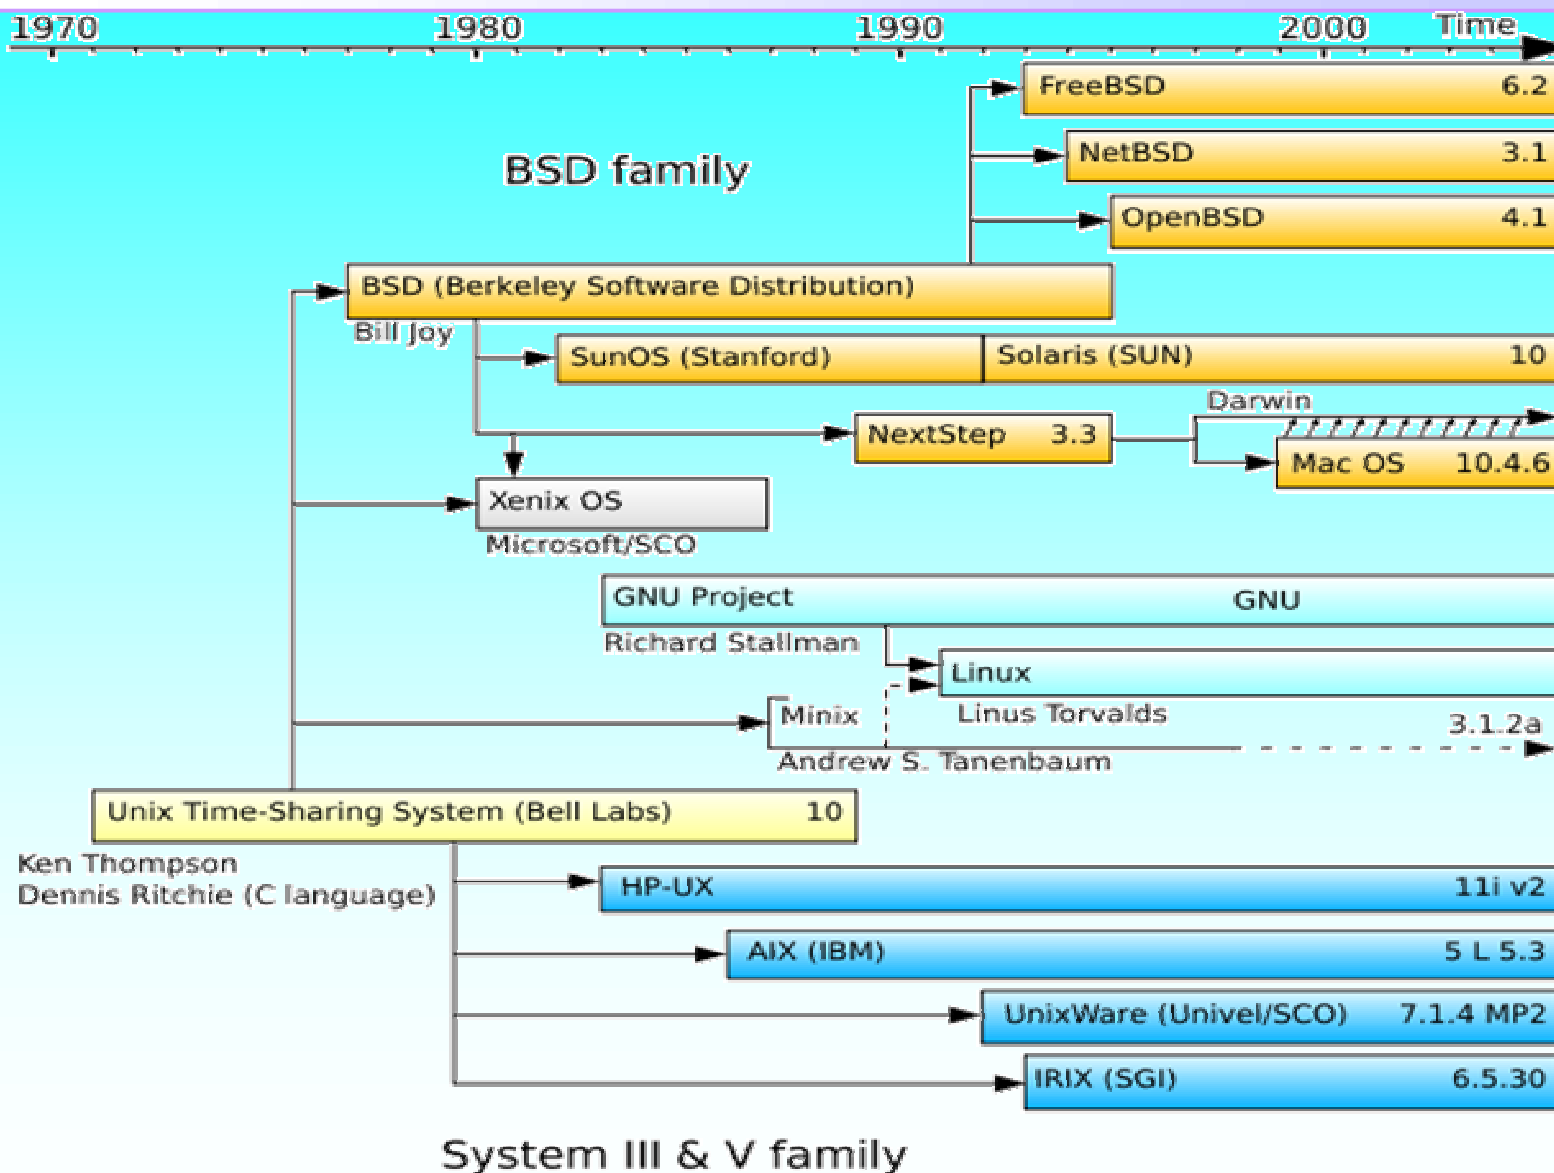 1970 1980 1990 2000 Time
FreeBSD 6.2
NetBSD 3.1
BSD family
OpenBSD 4.1
BSD (Berkeley Software Distribution)
Bill Joy
SunOS (Stanford) Solaris (SUN) 10
Darwin
NextStep 3.3
Mac OS 10.4.6
Xenix OS
Microsoft/SCO
GNU Project GNU
Richard Stallman
Linux
Minix
Linus Torvalds
3.1.2a
Andrew S. Tanenbaum
Unix Time-Sharing System (Bell Labs) 10
Ken Thompson
Dennis Ritchie (C language)
HP-UX 11i v2
AIX (IBM) 5 L 5.3
UnixWare (Univel/SCO) 7.1.4 MP2
IRIX (SGI) 6.5.30
System III & V family